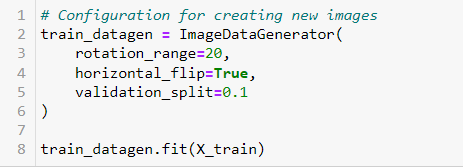 1 # Configuration for creating new images
2 train_datagen = ImageDataGenerator(
3     rotation_range=20,
4     horizontal_flip=True,
5     validation_split=0.1
6 )
7
8 train_datagen.fit(X_train)